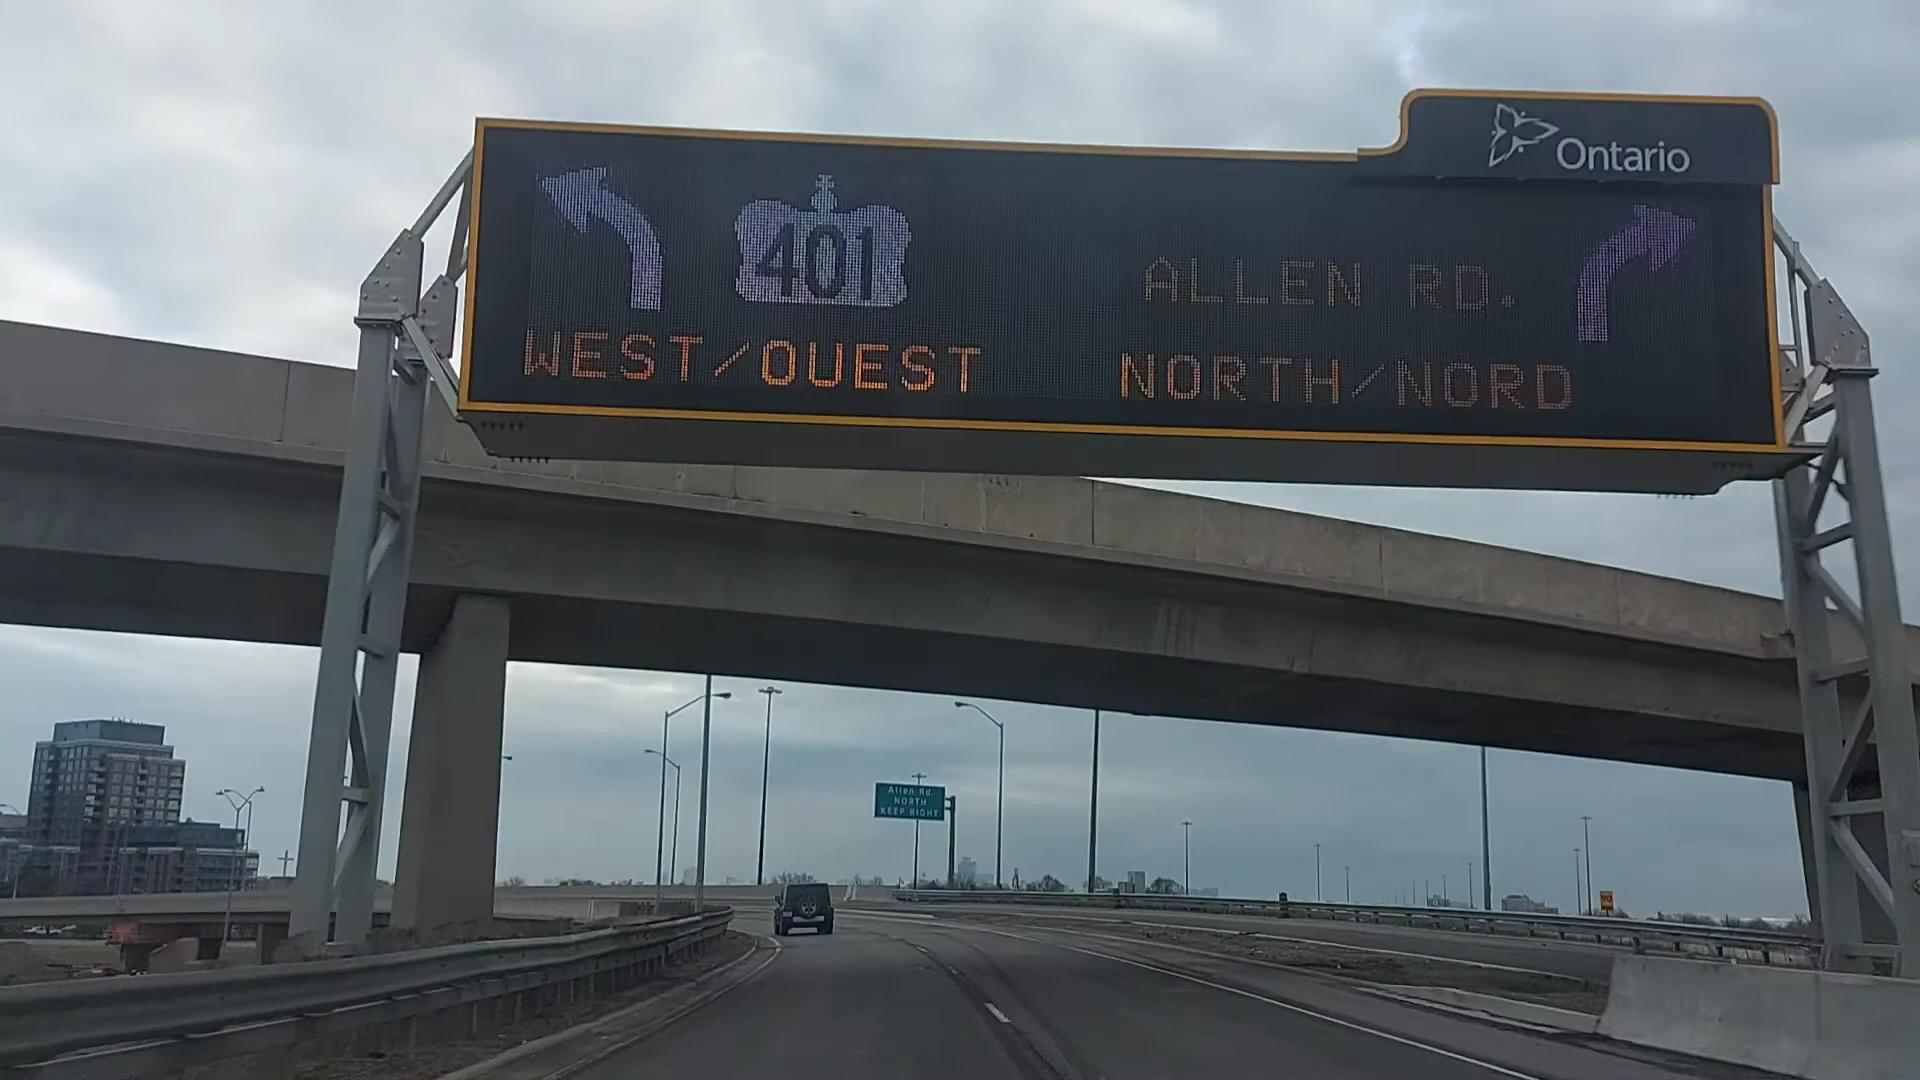 Ontario
401
WEST/OUEST
ALLEN RD.
NORTH/NORD
Allen Rd.
NORTH
KEEP RIGHT